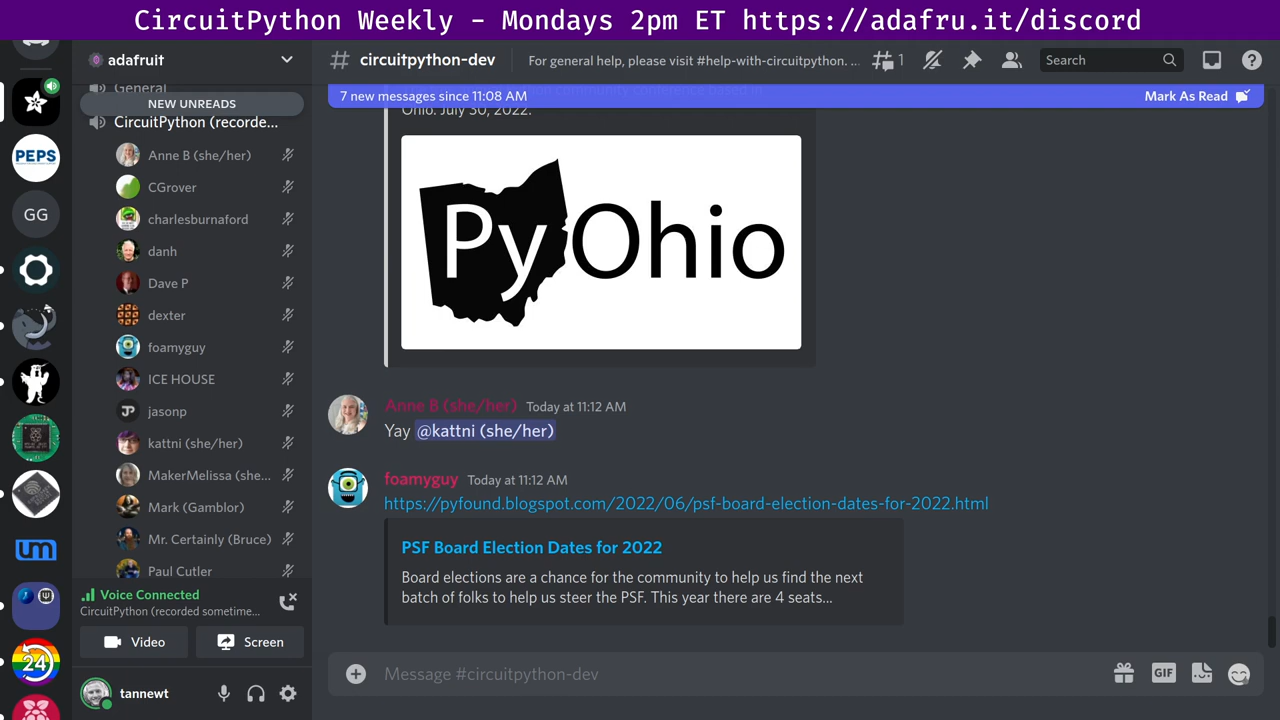 CircuitPython Weekly - Mondays 2pm ET https://adafru.it/discord
adafruit
General
NEW UNREADS
CircuitPython (recorde...
Anne B (she/her)
CGrover
charlesburnaford
danh
Dave P
dexter
foamyguy
ICE HOUSE
jasonp
kattni (she/her)
MakerMelissa (she...
Mark (Gamblor)
Mr. Certainly (Bruce)
Paul Cutler
Voice Connected
CircuitPython (recorded sometime...
Video
Screen
tannewt
PEPS
GG
UM
24
circuitpython-dev
For general help, please visit #help-with-circuitpython. ...
1
Search
7 new messages since 11:08 AM
Mark As Read
community conference based in
Ohio. July 30, 2022.
PyOhio
Anne B (she/her) Today at 11:12 AM
Yay @kattni (she/her)
foamyguy Today at 11:12 AM
https://pyfound.blogspot.com/2022/06/psf-board-election-dates-for-2022.html
PSF Board Election Dates for 2022
Board elections are a chance for the community to help us find the next
batch of folks to help us steer the PSF. This year there are 4 seats...
Message #circuitpython-dev
GIF